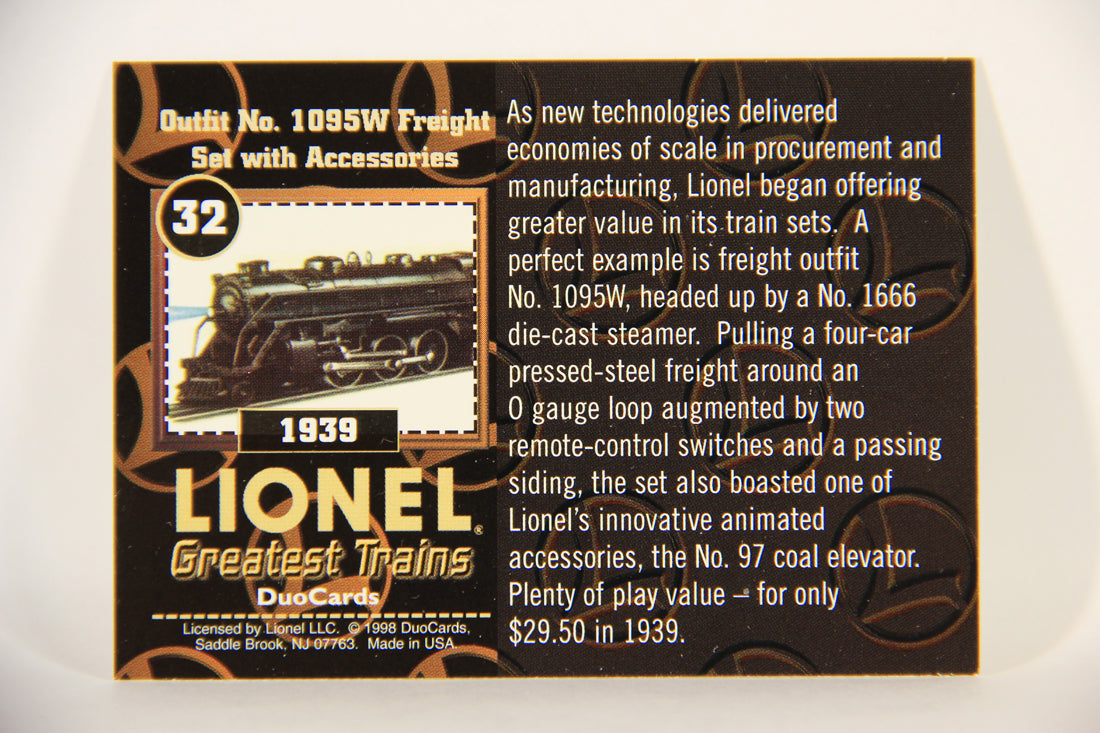 Outfit No. 1095W Freight
Set with Accessories
32
1939
LIONEL®
Greatest Trains
DuoCards
Licensed by Lionel LLC. © 1998 DuoCards,
Saddle Brook, NJ 07763. Made in USA.
As new technologies delivered
economies of scale in procurement and
manufacturing, Lionel began offering
greater value in its train sets. A
perfect example is freight outfit
No. 1095W, headed up by a No. 1666
die-cast steamer. Pulling a four-car
pressed-steel freight around an
O gauge loop augmented by two
remote-control switches and a passing
siding, the set also boasted one of
Lionel's innovative animated
accessories, the No. 97 coal elevator.
Plenty of play value – for only
$29.50 in 1939.